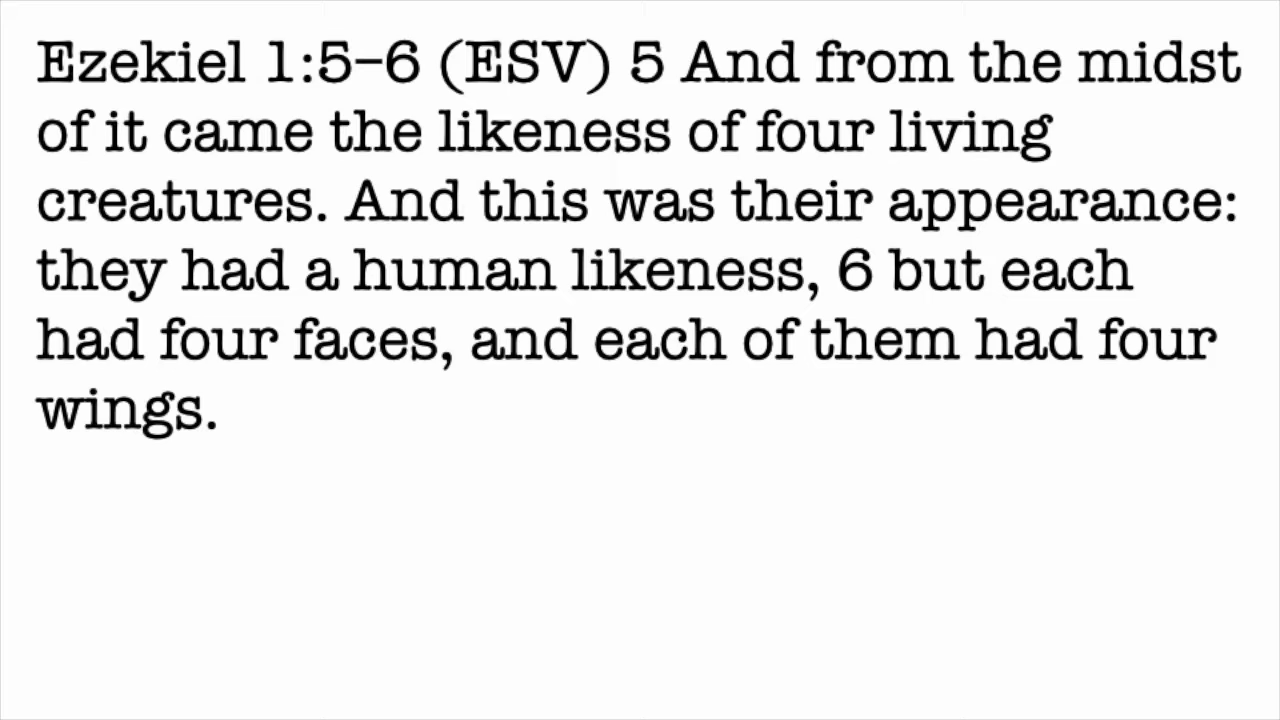 Ezekiel 1:5–6 (ESV) 5 And from the midst
of it came the likeness of four living
creatures. And this was their appearance:
they had a human likeness, 6 but each
had four faces, and each of them had four
wings.